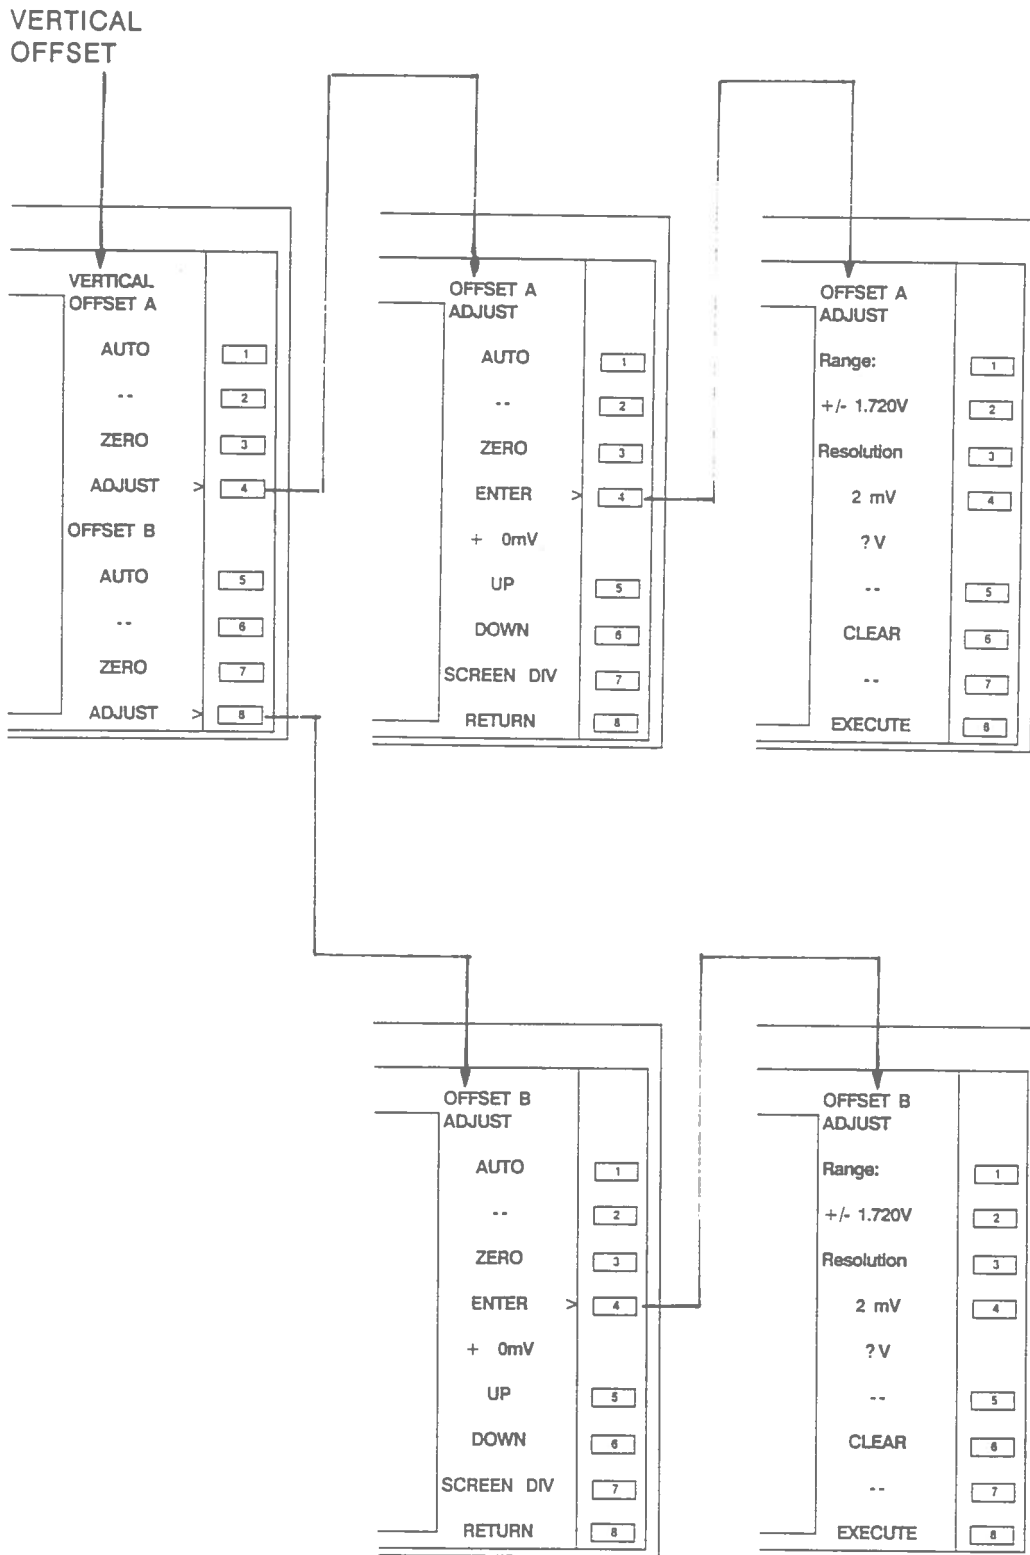 VERTICAL
OFFSET
VERTICAL
OFFSET A
AUTO 1
-- 2
ZERO 3
ADJUST > 4
OFFSET B
AUTO 5
-- 6
ZERO 7
ADJUST > 8
OFFSET A
ADJUST
AUTO 1
-- 2
ZERO 3
ENTER > 4
+ 0mV
UP 5
DOWN 6
SCREEN DIV 7
RETURN 8
OFFSET A
ADJUST
Range: 1
+/- 1.720V 2
Resolution 3
2 mV 4
? V
-- 5
CLEAR 6
-- 7
EXECUTE 8
OFFSET B
ADJUST
AUTO 1
-- 2
ZERO 3
ENTER > 4
+ 0mV
UP 5
DOWN 6
SCREEN DIV 7
RETURN 8
OFFSET B
ADJUST
Range: 1
+/- 1.720V 2
Resolution 3
2 mV 4
? V
-- 5
CLEAR 6
-- 7
EXECUTE 8